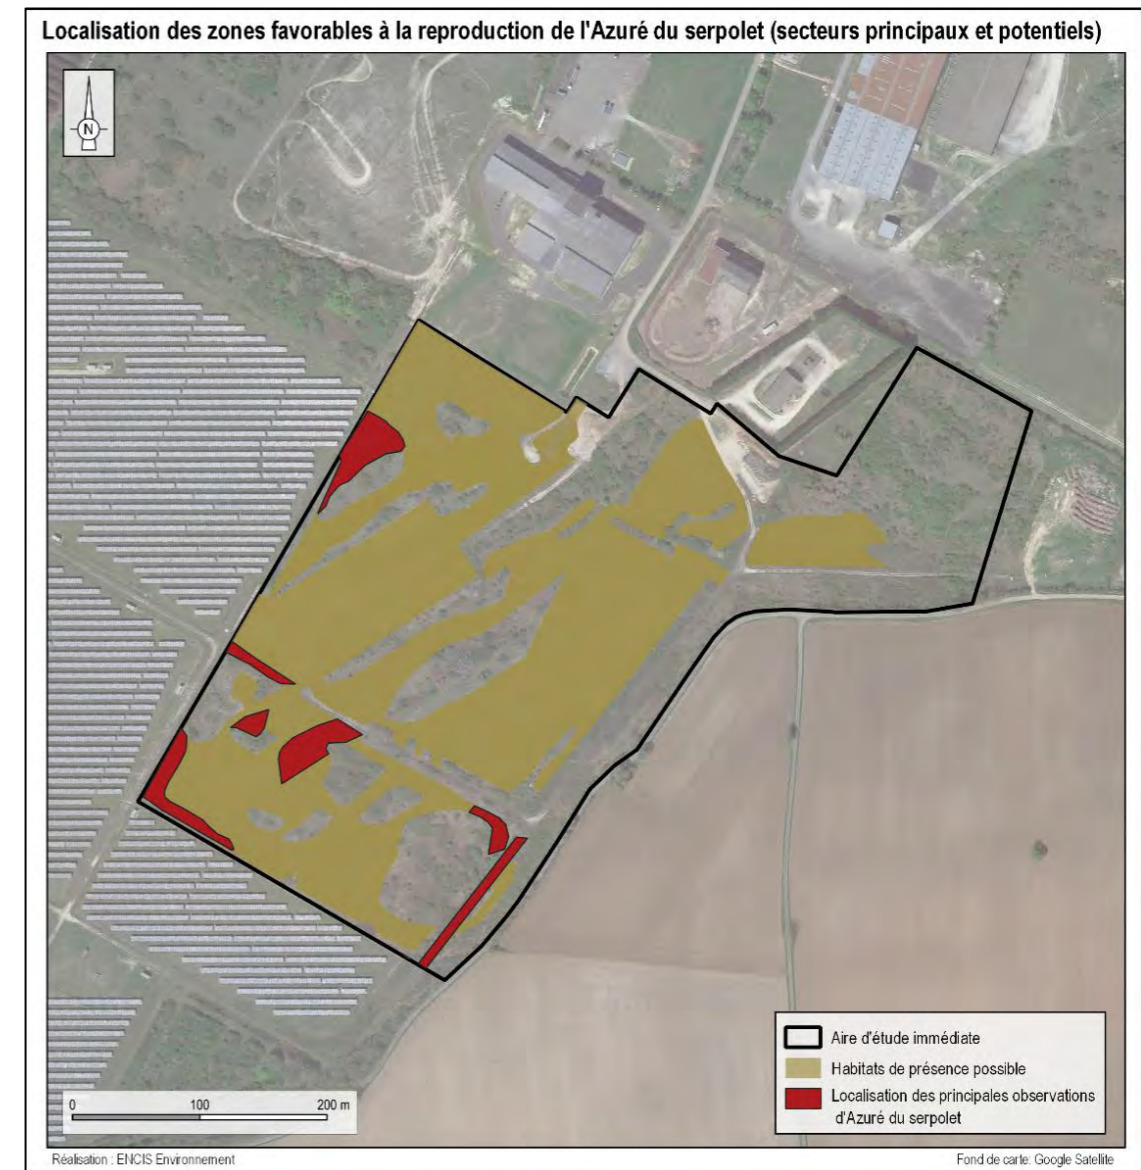 Localisation des zones favorables à la reproduction de l'Azuré du serpolet (secteurs principaux et potentiels)
N
Aire d'étude immédiate
Habitats de présence possible
Localisation des principales observations
d'Azuré du serpolet
0 100 200 m
Réalisation : ENCIS Environnement
Fond de carte: Google Satellite